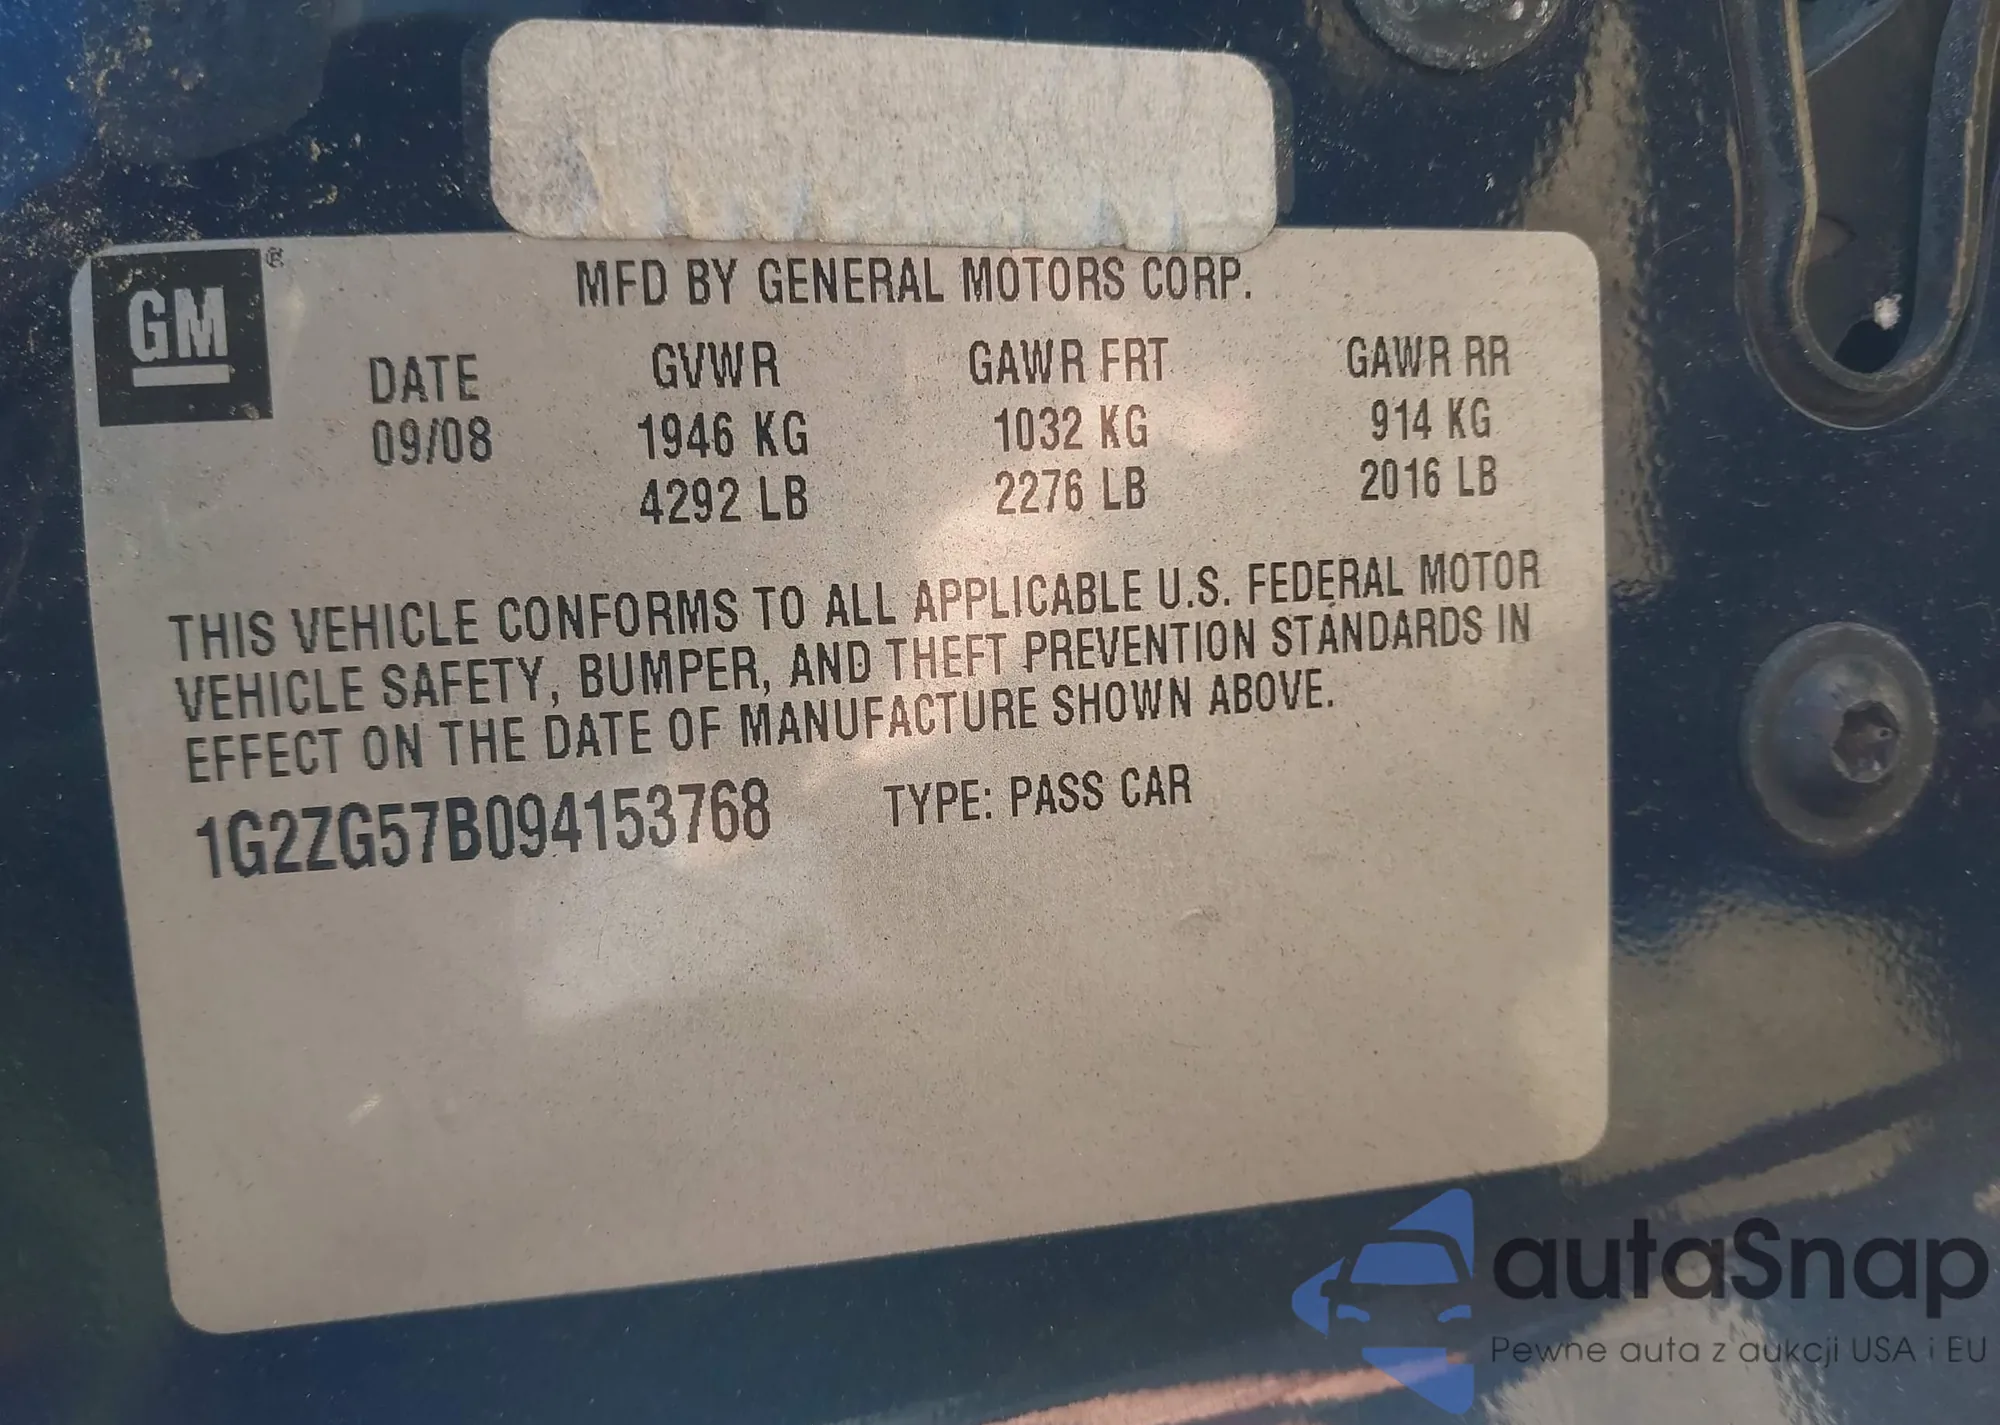 GM ®
MFD BY GENERAL MOTORS CORP.
DATE GVWR GAWR FRT GAWR RR
09/08 1946 KG 1032 KG 914 KG
4292 LB 2276 LB 2016 LB
THIS VEHICLE CONFORMS TO ALL APPLICABLE U.S. FEDERAL MOTOR
VEHICLE SAFETY, BUMPER, AND THEFT PREVENTION STANDARDS IN
EFFECT ON THE DATE OF MANUFACTURE SHOWN ABOVE.
1G2ZG57B094153768 TYPE: PASS CAR
autaSnap
Pewne auta z aukcji USA i EU